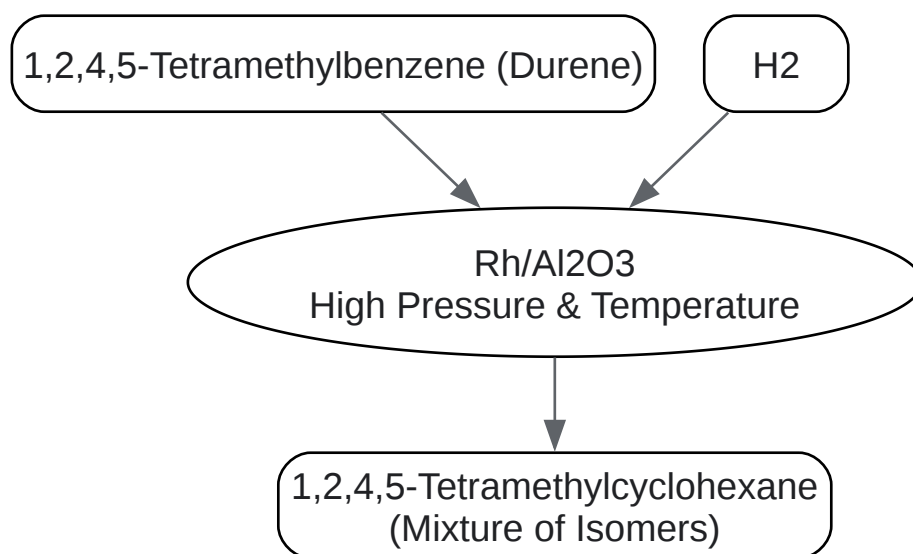 1,2,4,5-Tetramethylbenzene (Durene)
H2
Rh/Al2O3
High Pressure & Temperature
1,2,4,5-Tetramethylcyclohexane
(Mixture of Isomers)